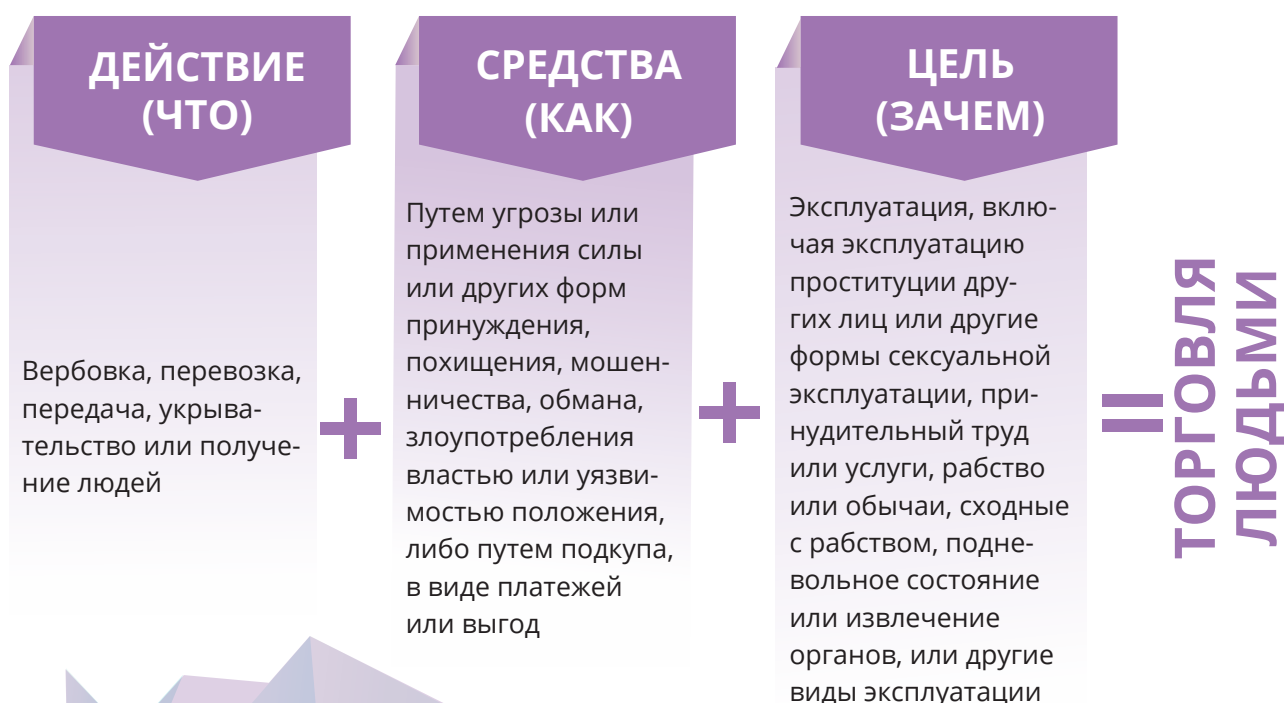 ДЕЙСТВИЕ
(ЧТО)
Вербовка, перевозка,
передача, укрыва-
тельство или получе-
ние людей
+
СРЕДСТВА
(КАК)
Путем угрозы или
применения силы
или других форм
принуждения,
похищения, мошен-
ничества, обмана,
злоупотребления
властью или уязви-
мостью положения,
либо путем подкупа,
в виде платежей
или выгод
+
ЦЕЛЬ
(ЗАЧЕМ)
Эксплуатация, вклю-
чая эксплуатацию
проституции дру-
гих лиц или другие
формы сексуальной
эксплуатации, при-
нудительный труд
или услуги, рабство
или обычаи, сходные
с рабством, подне-
вольное состояние
или извлечение
органов, или другие
виды эксплуатации
=
ТОРГОВЛЯ
ЛЮДЬМИ